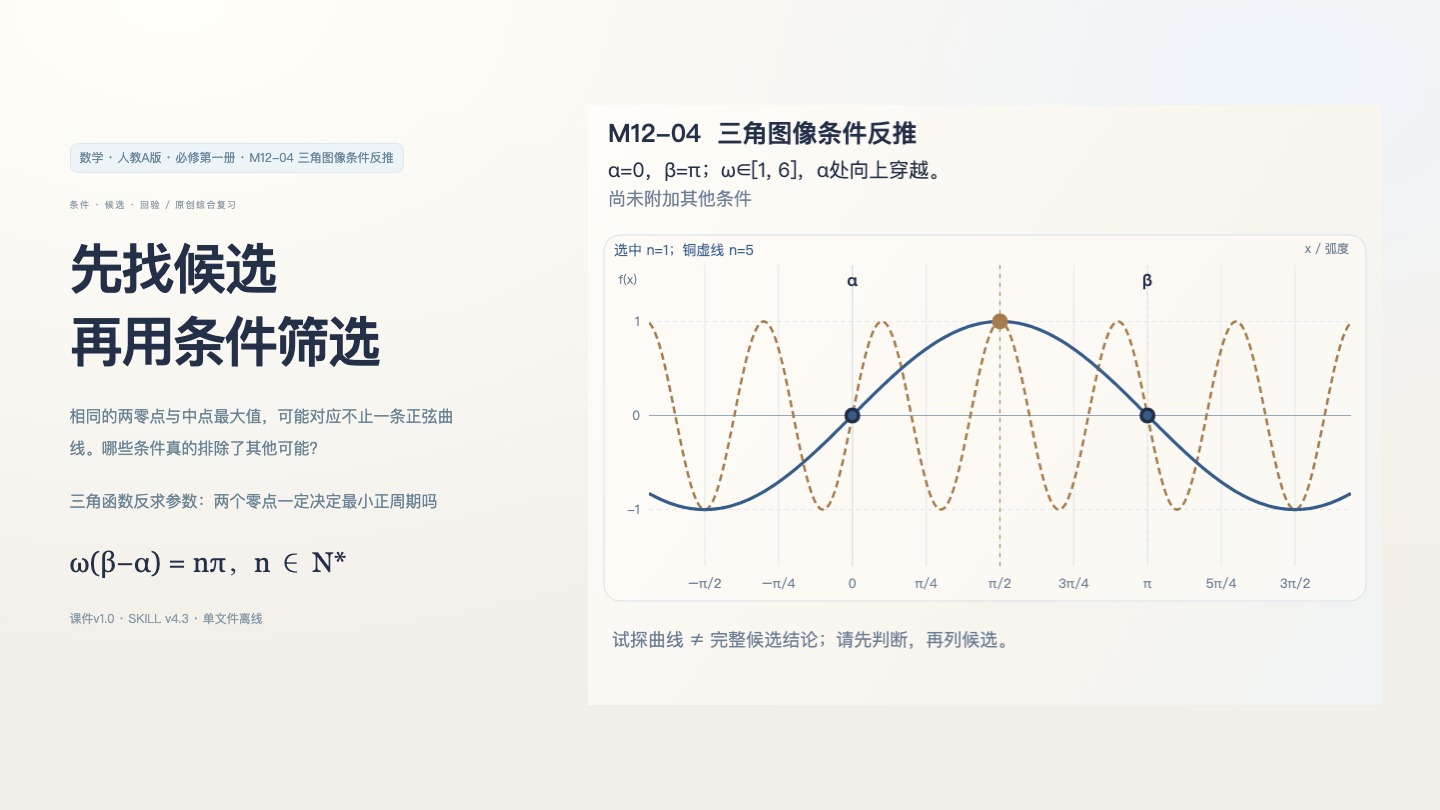 数学 · 人教A版 · 必修第一册 · M12-04 三角图像条件反推
条件 · 候选 · 回验 / 原创综合复习
先找候选
再用条件筛选
相同的两零点与中点最大值，可能对应不止一条正弦曲
线。哪些条件真的排除了其他可能？
三角函数反求参数：两个零点一定决定最小正周期吗
ω(β−α) = nπ，n ∈ N*
课件v1.0 · SKILL v4.3 · 单文件离线
M12–04 三角图像条件反推
α=0，β=π；ω∈[1, 6]，α处向上穿越。
尚未附加其他条件
选中 n=1；铜虚线 n=5
x / 弧度
f(x)
α
β
1
0
−1
−π/2
−π/4
0
π/4
π/2
3π/4
π
5π/4
3π/2
试探曲线 ≠ 完整候选结论；请先判断，再列候选。